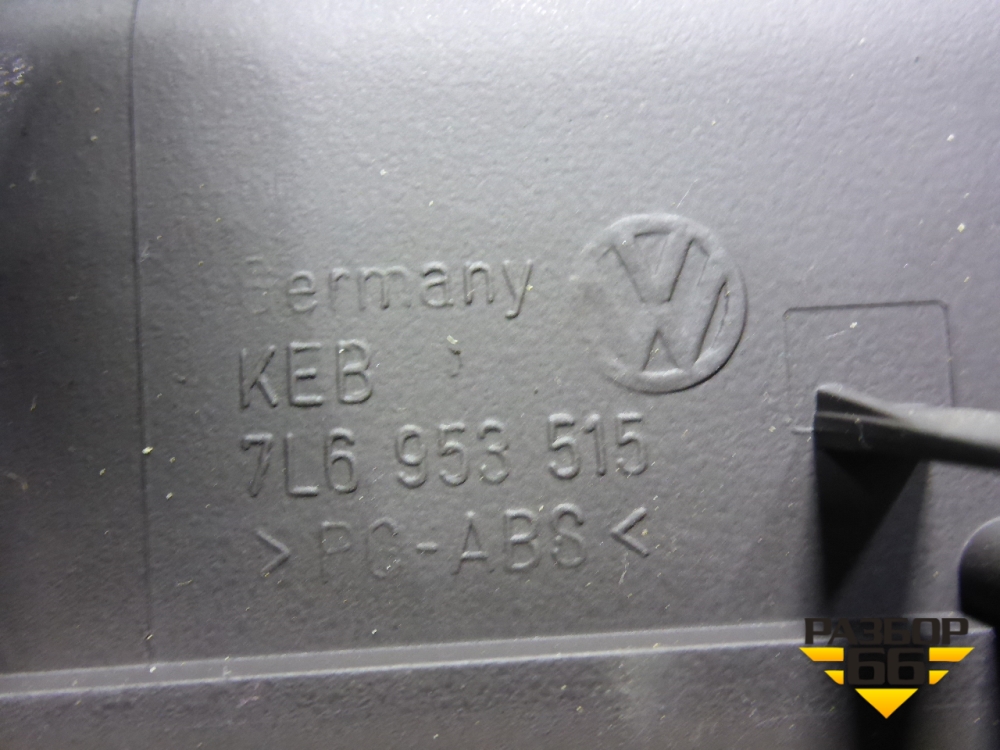 Germany
KEB
7L6 953 515
>PC-ABS<
РАЗБОР
66